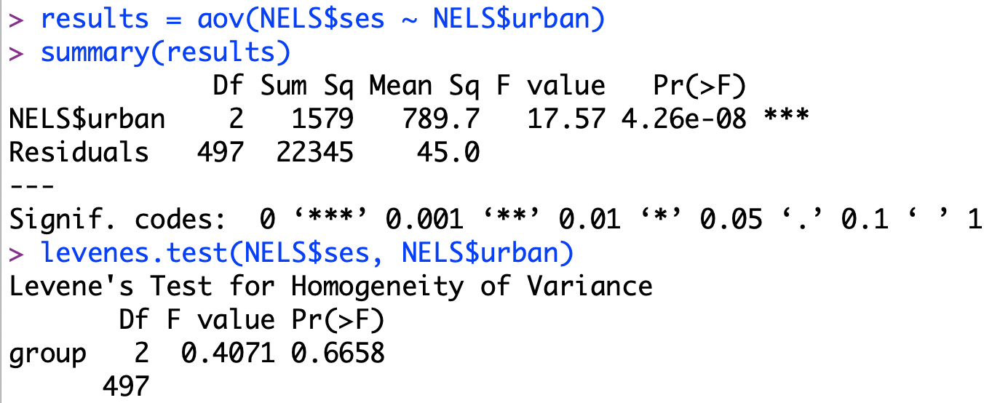 > results = aov(NELS$ses ~ NELS$urban)
> summary(results)
             Df Sum Sq Mean Sq F value   Pr(>F)
NELS$urban    2   1579   789.7   17.57 4.26e-08 ***
Residuals   497  22345    45.0
---
Signif. codes:  0 ‘***’ 0.001 ‘**’ 0.01 ‘*’ 0.05 ‘.’ 0.1 ‘ ’ 1
> levenes.test(NELS$ses, NELS$urban)
Levene's Test for Homogeneity of Variance
       Df F value Pr(>F)
group   2  0.4071 0.6658
      497